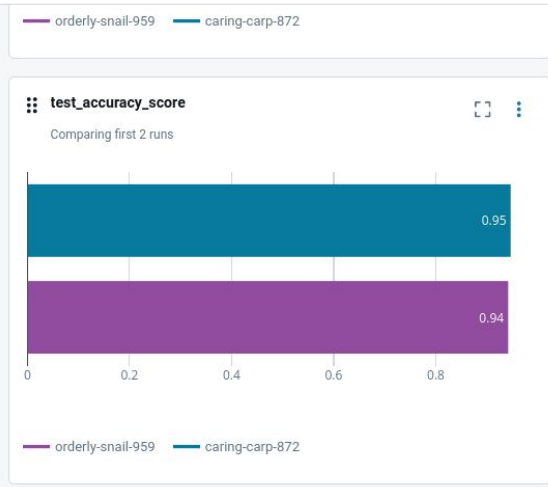 orderly-snail-959 caring-carp-872
test_accuracy_score
Comparing first 2 runs
0.95
0.94
0 0.2 0.4 0.6 0.8
orderly-snail-959 caring-carp-872